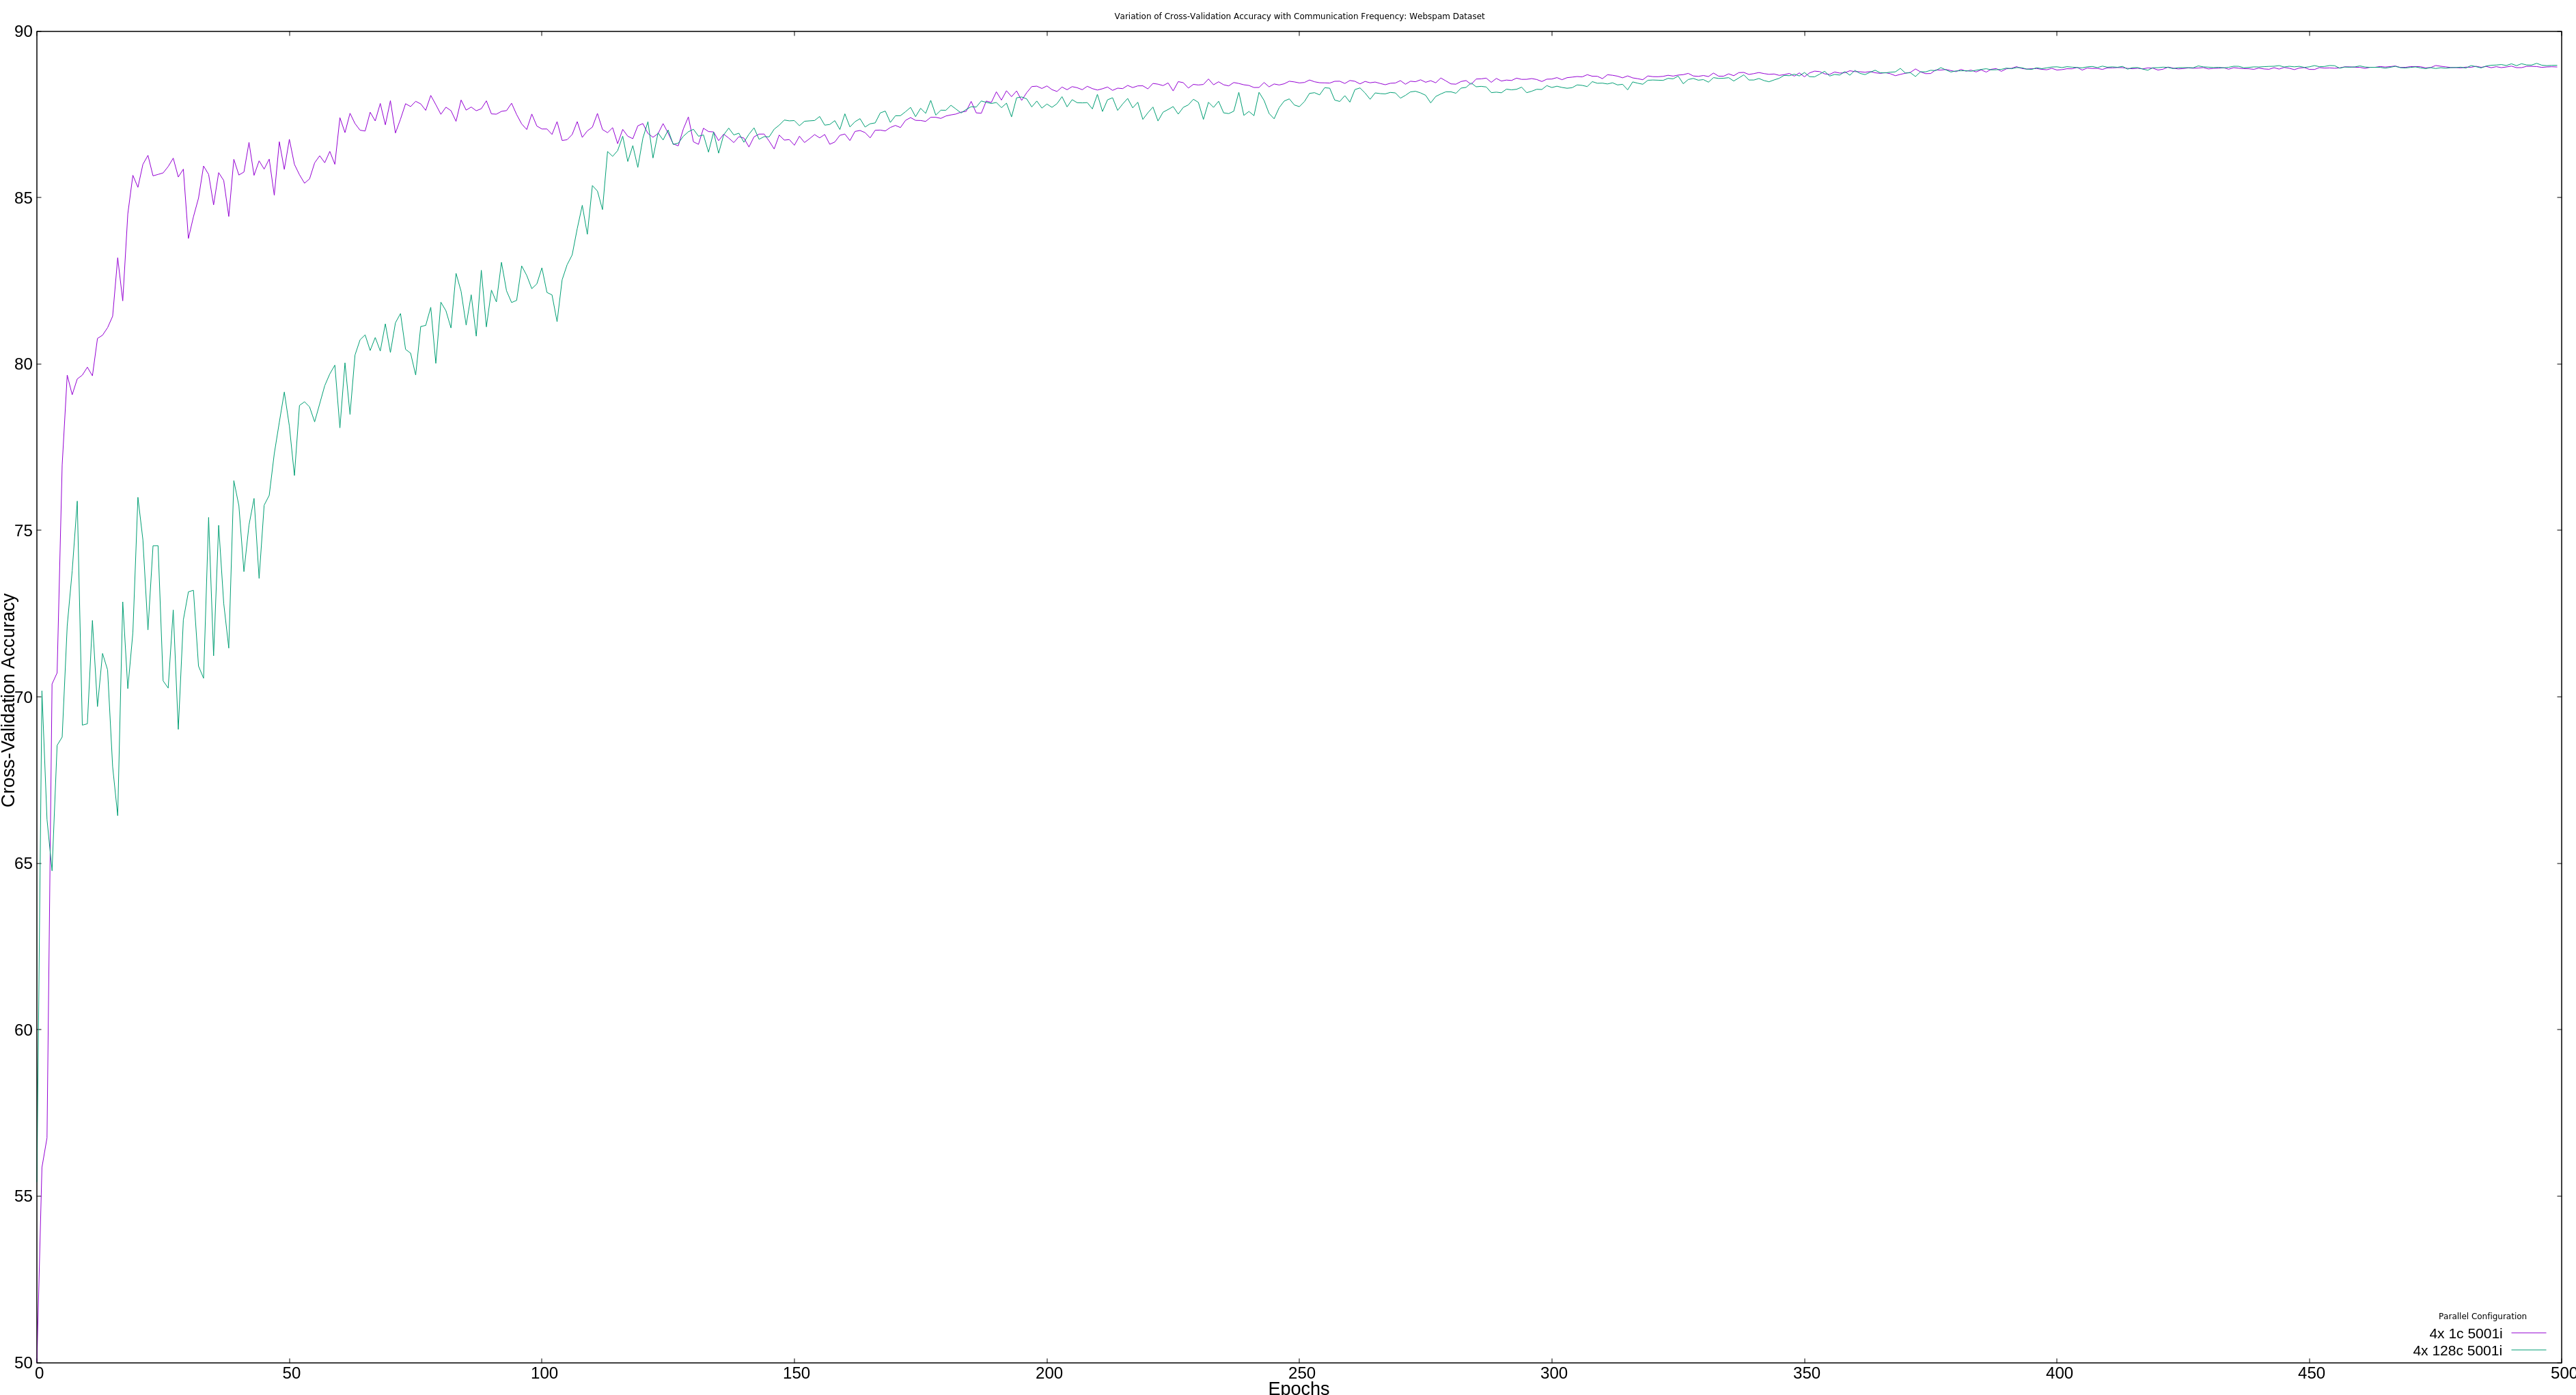 Variation of Cross-Validation Accuracy with Communication Frequency: Webspam Dataset
90
85
80
75
70
65
60
55
50
Cross-Validation Accuracy
0 50 100 150 200 250 300 350 400 450 500
Epochs
Parallel Configuration
4x 1c 5001i
4x 128c 5001i